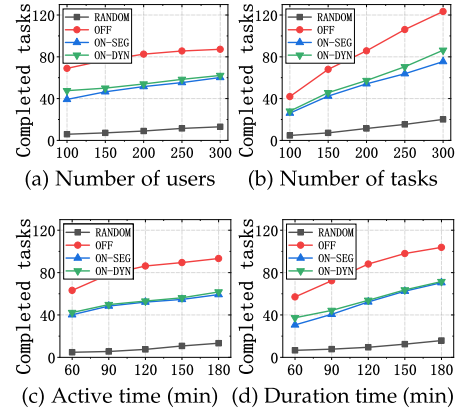 Completed tasks
120
80
40
0
RANDOM
OFF
ON-SEG
ON-DYN
100 150 200 250 300
(a) Number of users
Completed tasks
120
80
40
0
RANDOM
OFF
ON-SEG
ON-DYN
100 150 200 250 300
(b) Number of tasks
Completed tasks
120
80
40
0
RANDOM
OFF
ON-SEG
ON-DYN
60 90 120 150 180
(c) Active time (min)
Completed tasks
120
80
40
0
RANDOM
OFF
ON-SEG
ON-DYN
60 90 120 150 180
(d) Duration time (min)